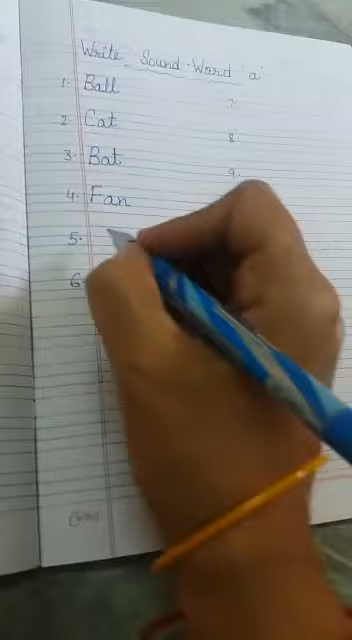 Write Sound Word 'a'
1. Ball
2. Cat
3. Bat
4. Fan
5.
6.
7.
8.
9.